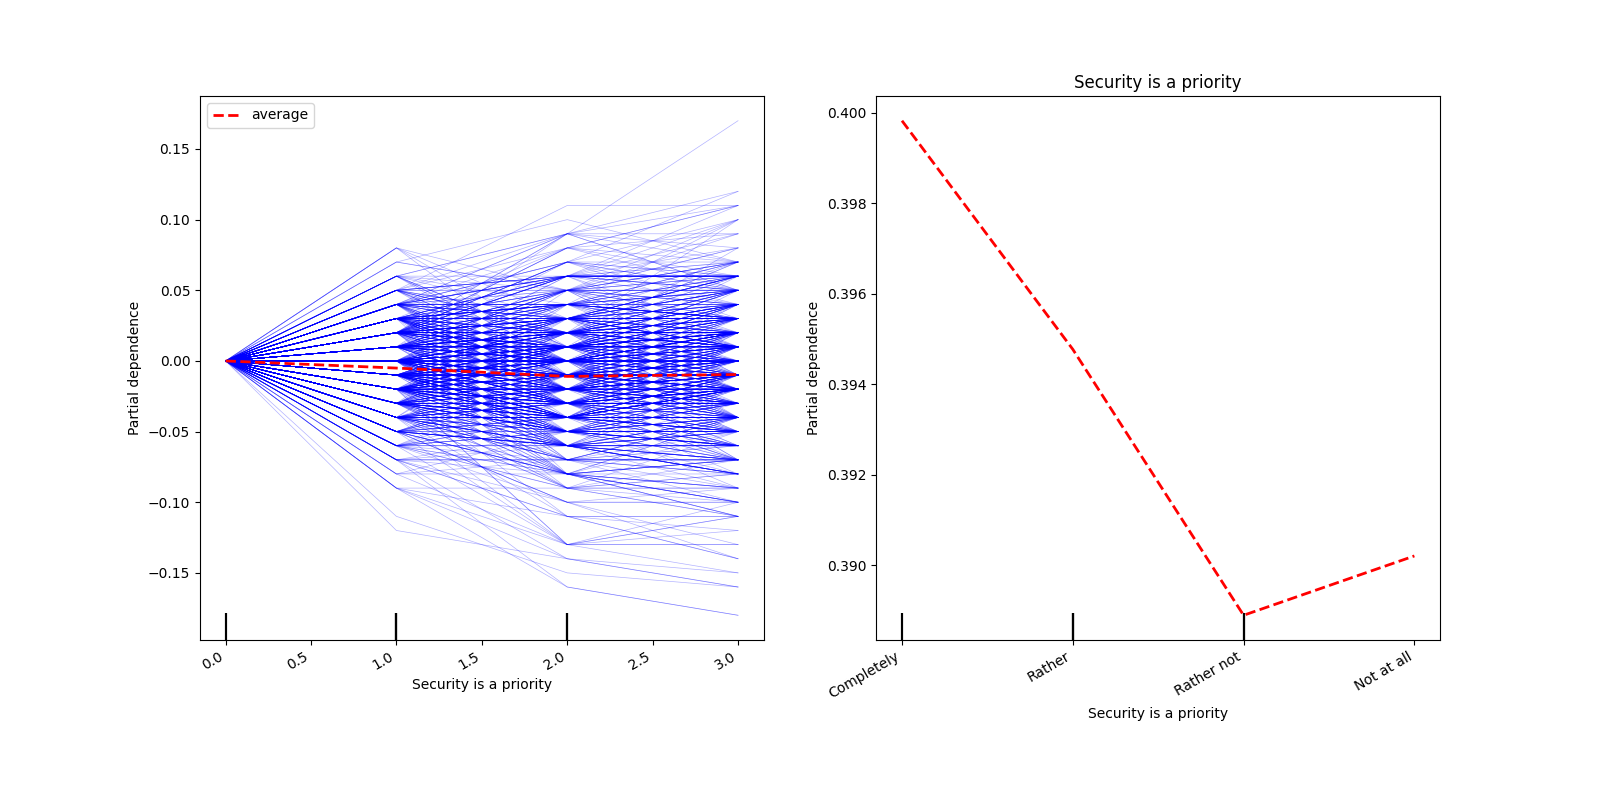 average
0.15
0.10
0.05
0.00
−0.05
−0.10
−0.15
Partial dependence
0.0
0.5
1.0
1.5
2.0
2.5
3.0
Security is a priority
Security is a priority
0.400
0.398
0.396
0.394
0.392
0.390
Partial dependence
Completely
Rather
Rather not
Not at all
Security is a priority